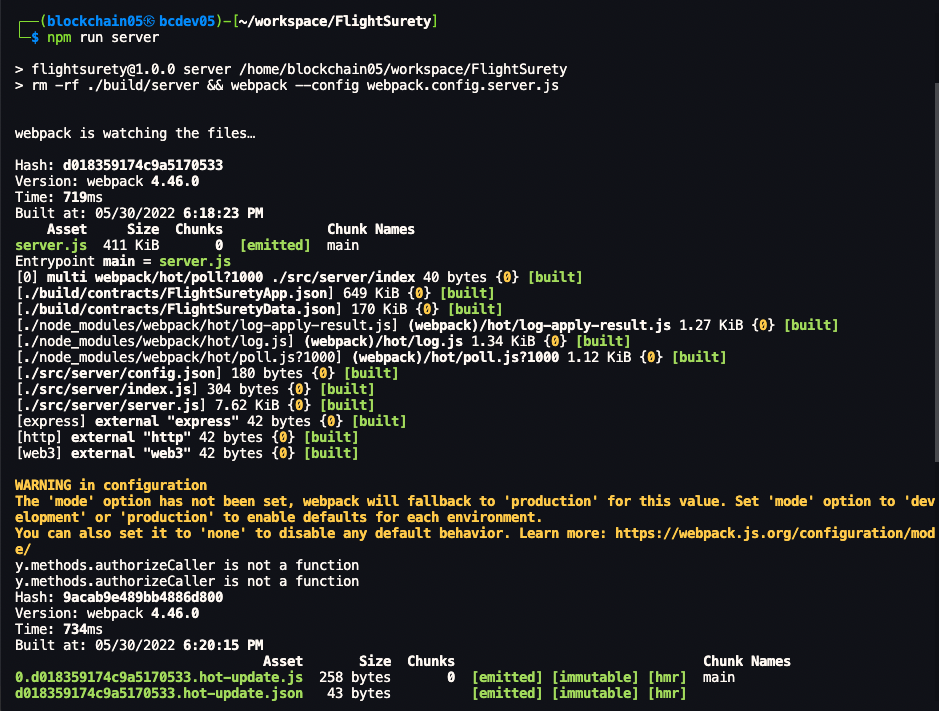 (blockchain05㉿bcdev05)-[~/workspace/FlightSurety]
$ npm run server
> flightsurety@1.0.0 server /home/blockchain05/workspace/FlightSurety
> rm -rf ./build/server && webpack --config webpack.config.server.js
webpack is watching the files…
Hash: d018359174c9a5170533
Version: webpack 4.46.0
Time: 719ms
Built at: 05/30/2022 6:18:23 PM
Asset Size Chunks Chunk Names
server.js 411 KiB 0 [emitted] main
Entrypoint main = server.js
[0] multi webpack/hot/poll?1000 ./src/server/index 40 bytes {0} [built]
[./build/contracts/FlightSuretyApp.json] 649 KiB {0} [built]
[./build/contracts/FlightSuretyData.json] 170 KiB {0} [built]
[./node_modules/webpack/hot/log-apply-result.js] (webpack)/hot/log-apply-result.js 1.27 KiB {0} [built]
[./node_modules/webpack/hot/log.js] (webpack)/hot/log.js 1.34 KiB {0} [built]
[./node_modules/webpack/hot/poll.js?1000] (webpack)/hot/poll.js?1000 1.12 KiB {0} [built]
[./src/server/config.json] 180 bytes {0} [built]
[./src/server/index.js] 304 bytes {0} [built]
[./src/server/server.js] 7.62 KiB {0} [built]
[express] external "express" 42 bytes {0} [built]
[http] external "http" 42 bytes {0} [built]
[web3] external "web3" 42 bytes {0} [built]
WARNING in configuration
The 'mode' option has not been set, webpack will fallback to 'production' for this value. Set 'mode' option to 'dev
elopment' or 'production' to enable defaults for each environment.
You can also set it to 'none' to disable any default behavior. Learn more: https://webpack.js.org/configuration/mod
e/
y.methods.authorizeCaller is not a function
y.methods.authorizeCaller is not a function
Hash: 9acab9e489bb4886d800
Version: webpack 4.46.0
Time: 734ms
Built at: 05/30/2022 6:20:15 PM
Asset Size Chunks Chunk Names
0.d018359174c9a5170533.hot-update.js 258 bytes 0 [emitted] [immutable] [hmr] main
d018359174c9a5170533.hot-update.json 43 bytes [emitted] [immutable] [hmr]